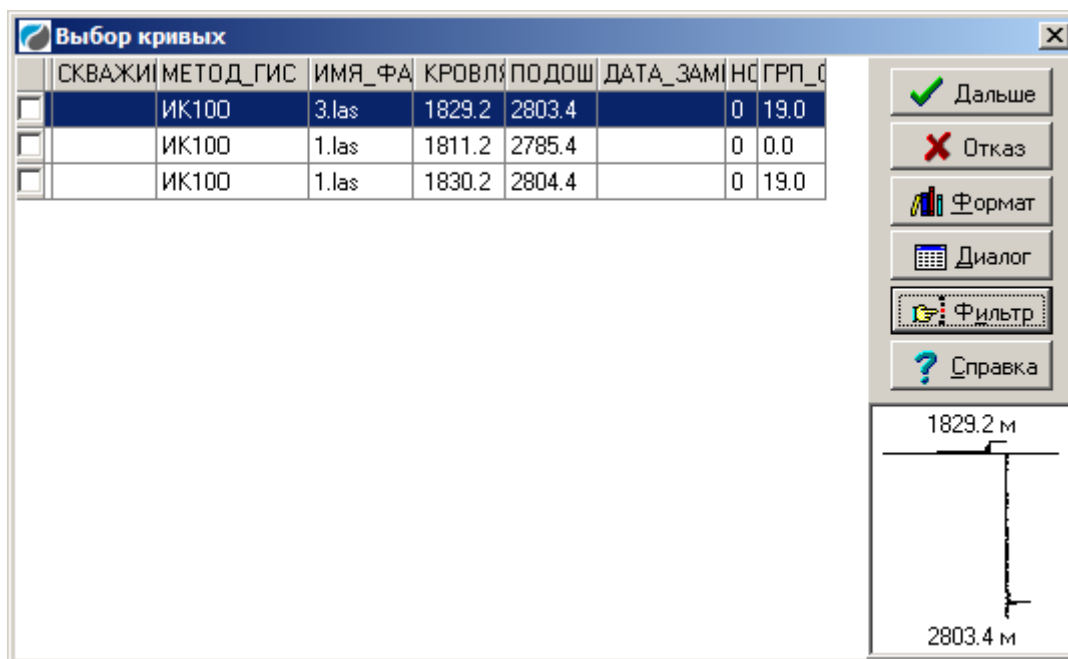 Выбор кривых
СКВАЖИ МЕТОД_ГИС ИМЯ_ФА КРОВЛЯ ПОДОШ ДАТА_ЗАМ НО ГРП_
ИК100 3.las 1829.2 2803.4 0 19.0
ИК100 1.las 1811.2 2785.4 0 0.0
ИК100 1.las 1830.2 2804.4 0 19.0
Дальше
Отказ
Формат
Диалог
Фильтр
Справка
1829.2 м
2803.4 м